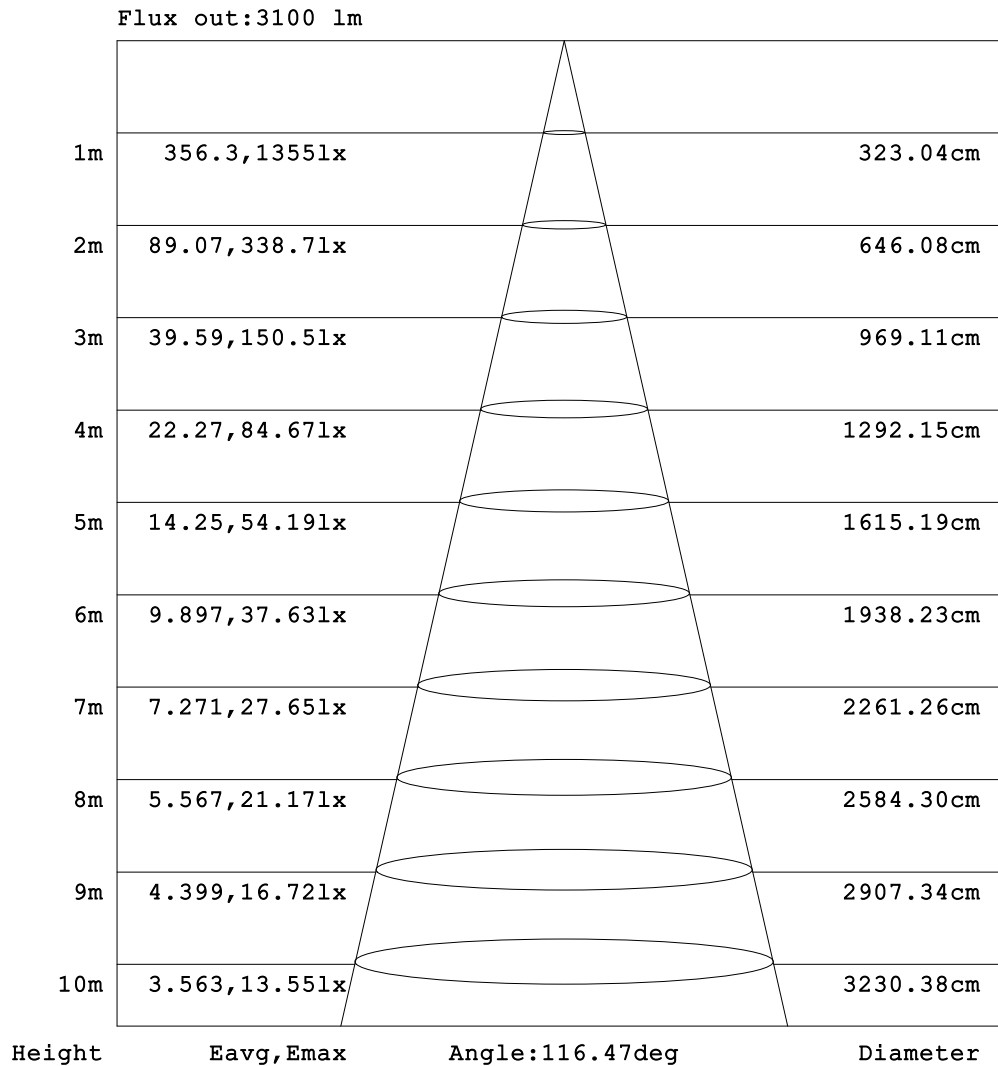 Flux out:3100 lm
1m 356.3,1355lx 323.04cm
2m 89.07,338.7lx 646.08cm
3m 39.59,150.5lx 969.11cm
4m 22.27,84.67lx 1292.15cm
5m 14.25,54.19lx 1615.19cm
6m 9.897,37.63lx 1938.23cm
7m 7.271,27.65lx 2261.26cm
8m 5.567,21.17lx 2584.30cm
9m 4.399,16.72lx 2907.34cm
10m 3.563,13.55lx 3230.38cm
Height Eavg,Emax Angle:116.47deg Diameter